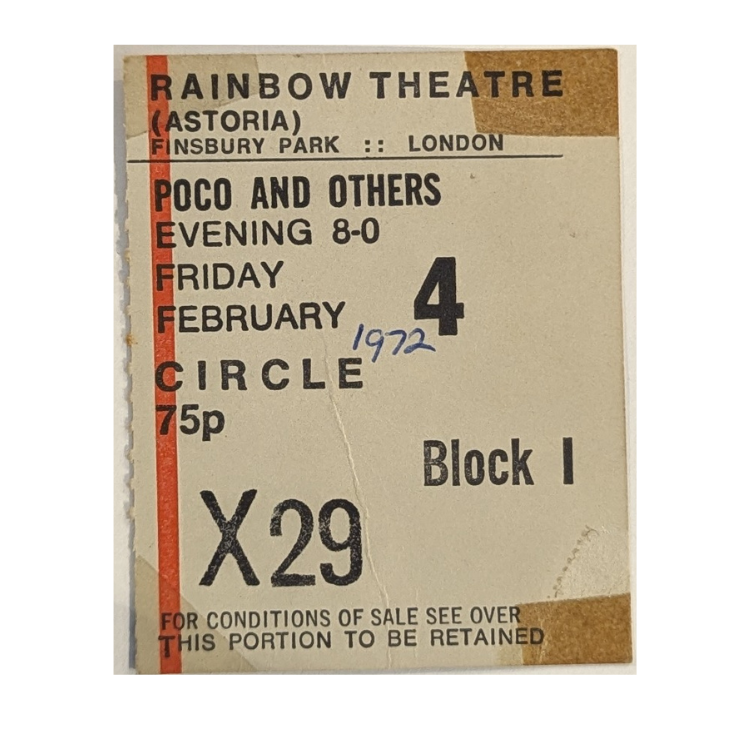 RAINBOW THEATRE
(ASTORIA)
FINSBURY PARK :: LONDON
POCO AND OTHERS
EVENING 8-0
FRIDAY
FEBRUARY 4
1972
CIRCLE
75p
Block I
X29
FOR CONDITIONS OF SALE SEE OVER
THIS PORTION TO BE RETAINED